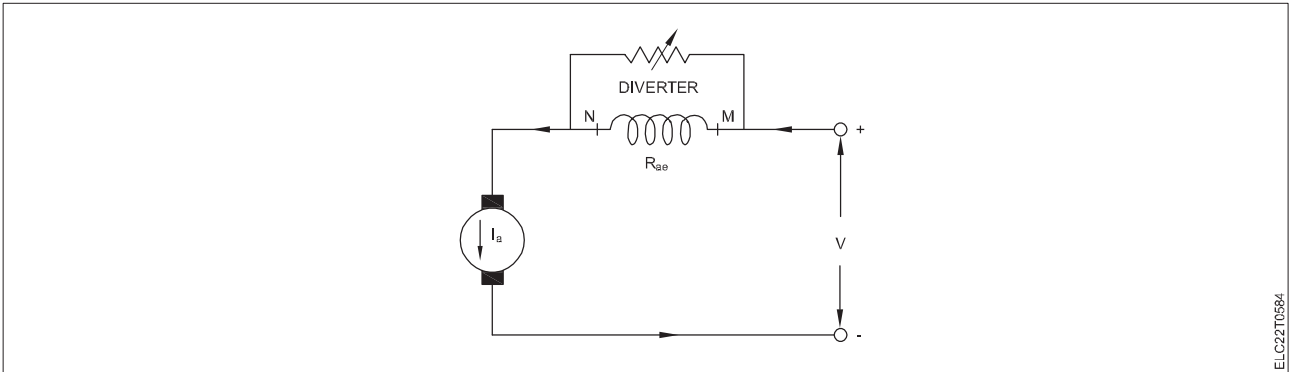 DIVERTER
N
M
+
Rae
Ia
V
-
ELC22T0584